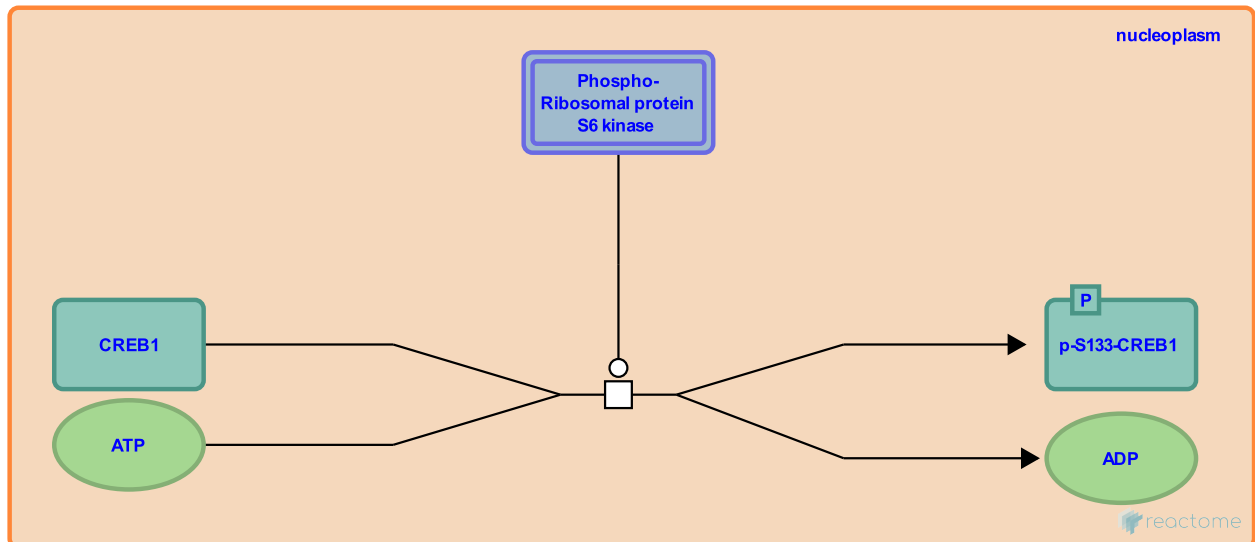 nucleoplasm
Phospho-
Ribosomal protein
S6 kinase
CREB1
P
p-S133-CREB1
ATP
ADP
reactome